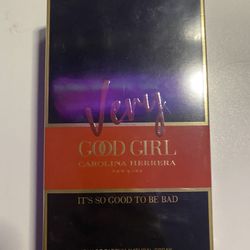 Very
GOOD GIRL
CAROLINA HERRERA
NEW YORK
IT'S SO GOOD TO BE BAD